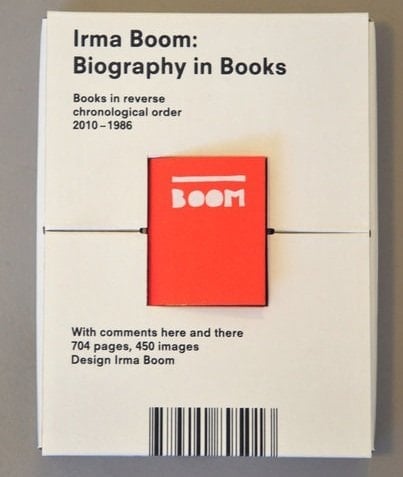 Irma Boom:
Biography in Books
Books in reverse
chronological order
2010–1986
BOOM
With comments here and there
704 pages, 450 images
Design Irma Boom